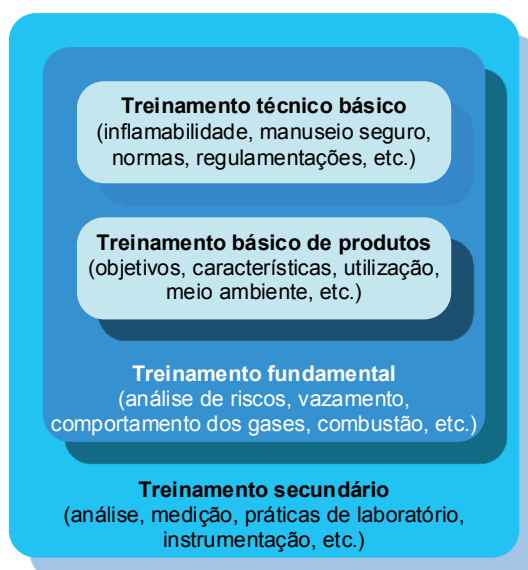 Treinamento técnico básico
(inflamabilidade, manuseio seguro,
normas, regulamentações, etc.)
Treinamento básico de produtos
(objetivos, características, utilização,
meio ambiente, etc.)
Treinamento fundamental
(análise de riscos, vazamento,
comportamento dos gases, combustão, etc.)
Treinamento secundário
(análise, medição, práticas de laboratório,
instrumentação, etc.)